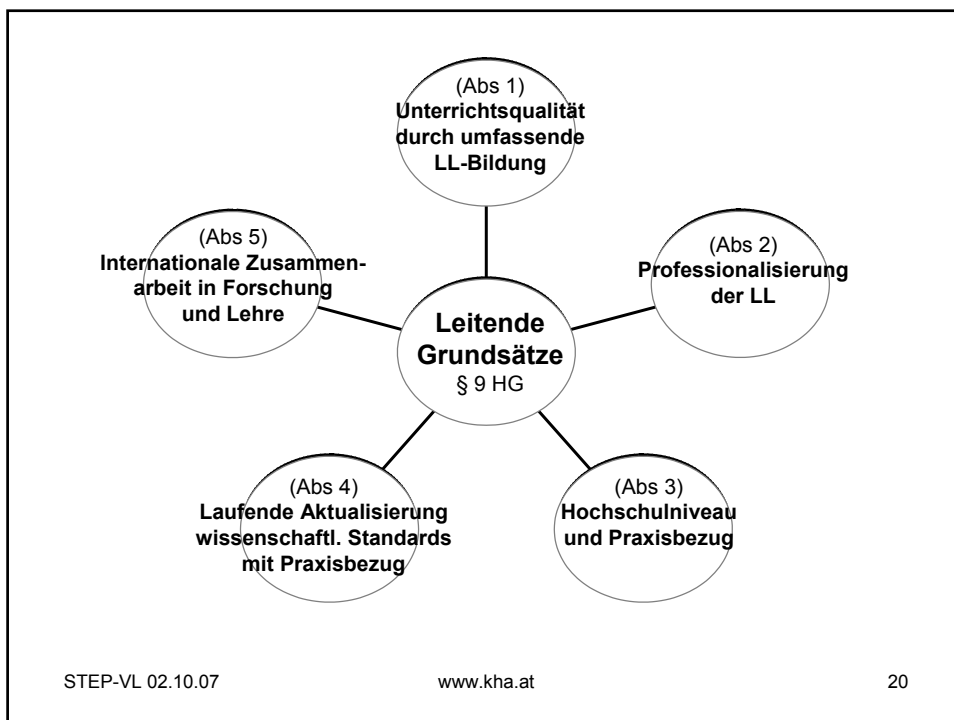 (Abs 1)
Unterrichtsqualität
durch umfassende
LL-Bildung
(Abs 2)
Professionalisierung
der LL
(Abs 5)
Internationale Zusammen-
arbeit in Forschung
und Lehre
Leitende
Grundsätze
§ 9 HG
(Abs 4)
Laufende Aktualisierung
wissenschaftl. Standards
mit Praxisbezug
(Abs 3)
Hochschulniveau
und Praxisbezug
STEP-VL 02.10.07
www.kha.at
20